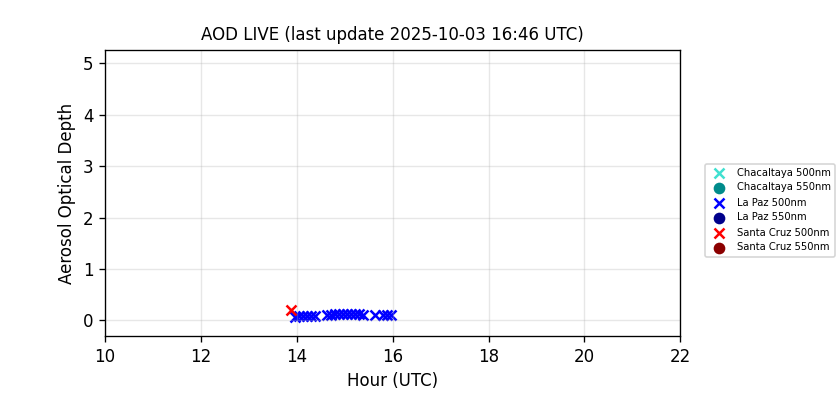 AOD LIVE (last update 2025-10-03 16:46 UTC)
Aerosol Optical Depth
5
4
3
2
1
0
10 12 14 16 18 20 22
Hour (UTC)
Chacaltaya 500nm
Chacaltaya 550nm
La Paz 500nm
La Paz 550nm
Santa Cruz 500nm
Santa Cruz 550nm